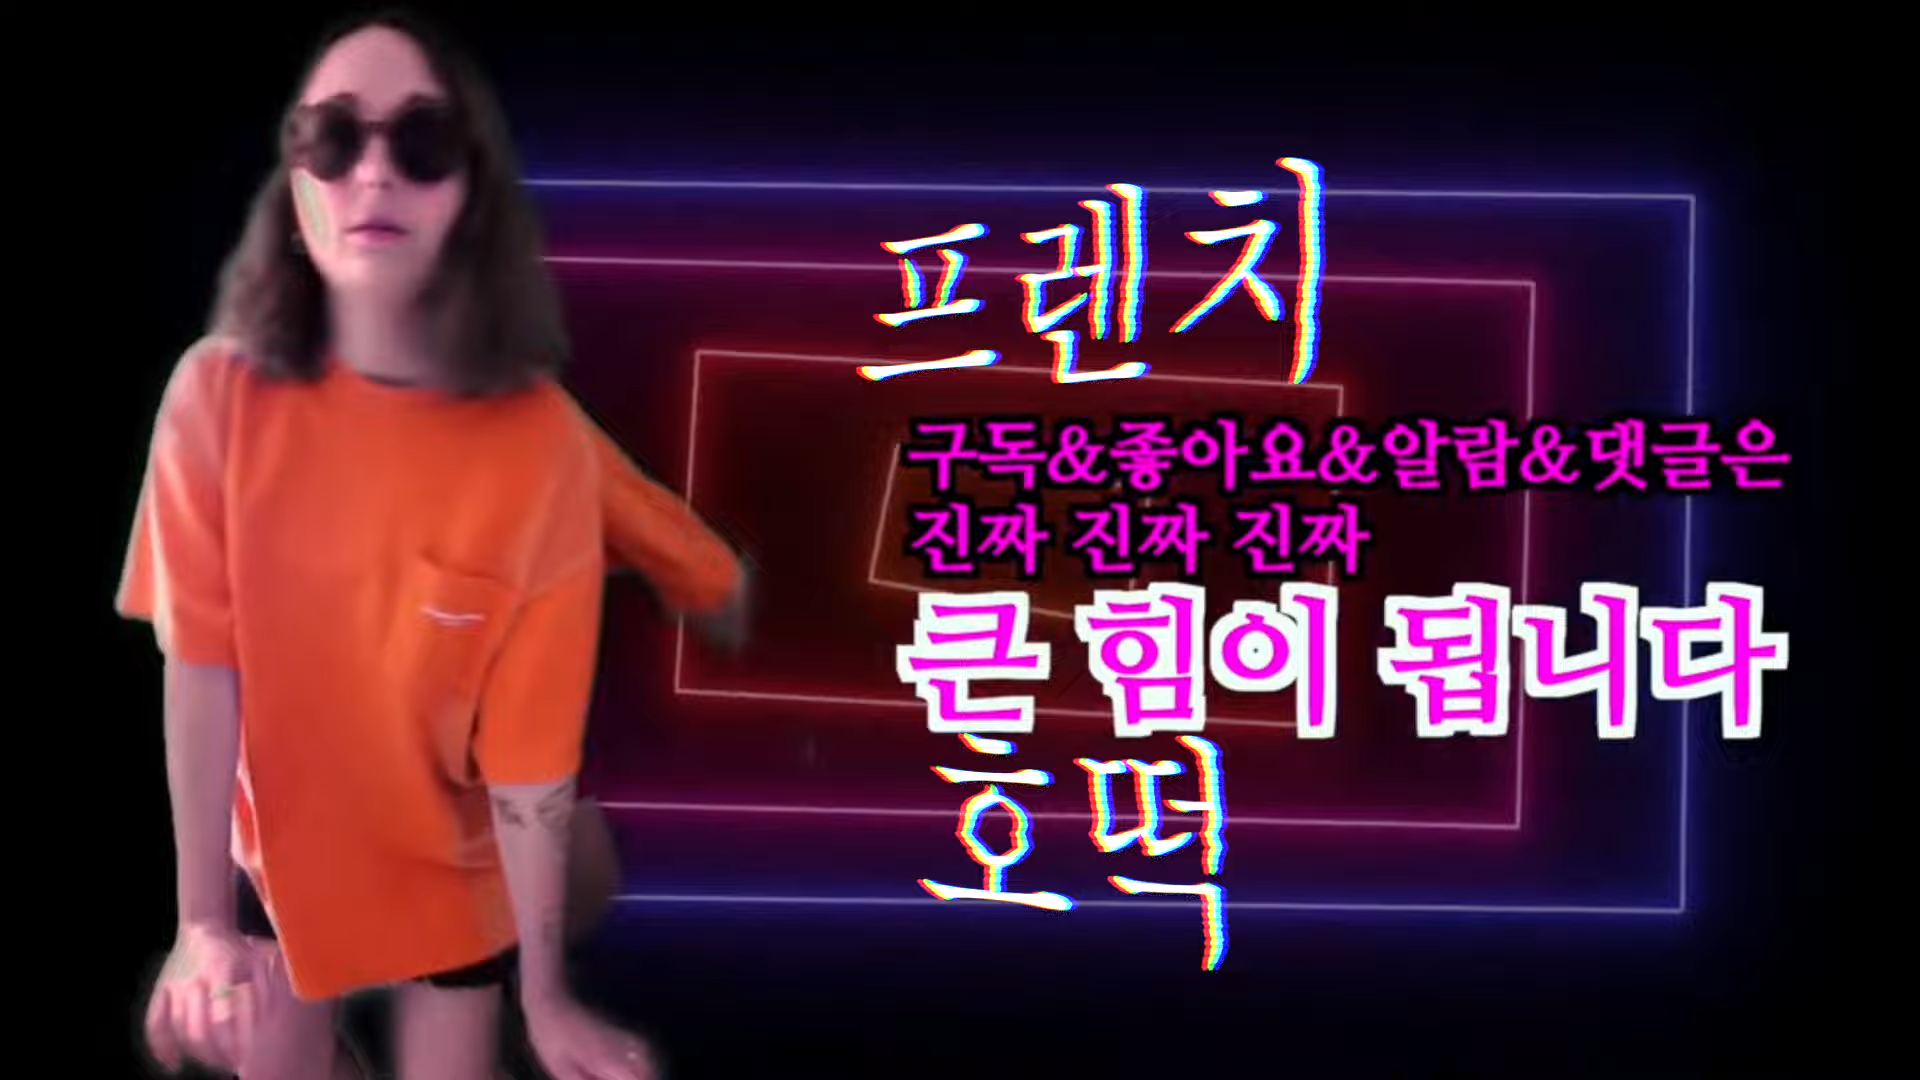 프렌치
구독&좋아요&알람&댓글은
진짜 진짜 진짜
큰 힘이 됩니다
호떡